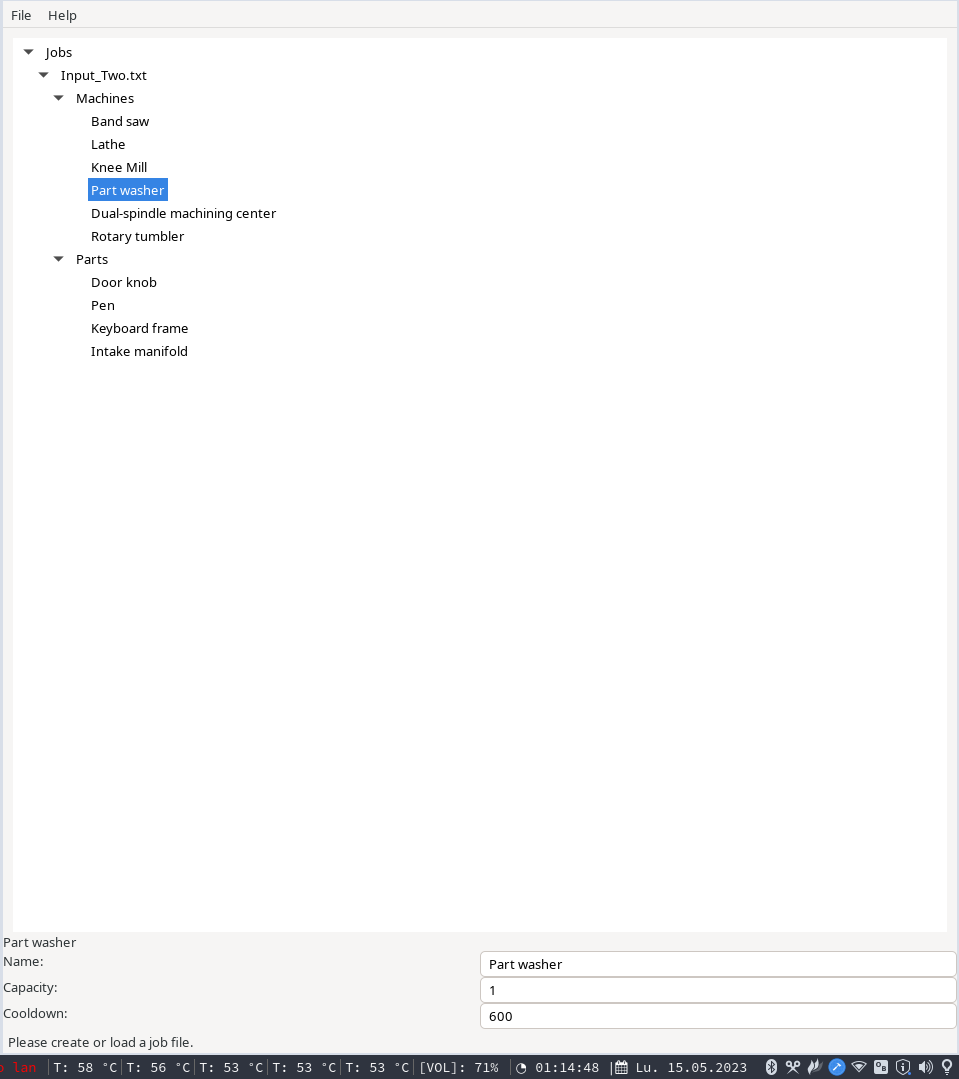 File Help
Jobs
Input_Two.txt
Machines
Band saw
Lathe
Knee Mill
Part washer
Dual-spindle machining center
Rotary tumbler
Parts
Door knob
Pen
Keyboard frame
Intake manifold
Part washer
Name: Part washer
Capacity: 1
Cooldown: 600
Please create or load a job file.
lan |T: 58 °C|T: 56 °C|T: 53 °C|T: 53 °C|T: 53 °C|[VOL]: 71% | 01:14:48 | Lu. 15.05.2023